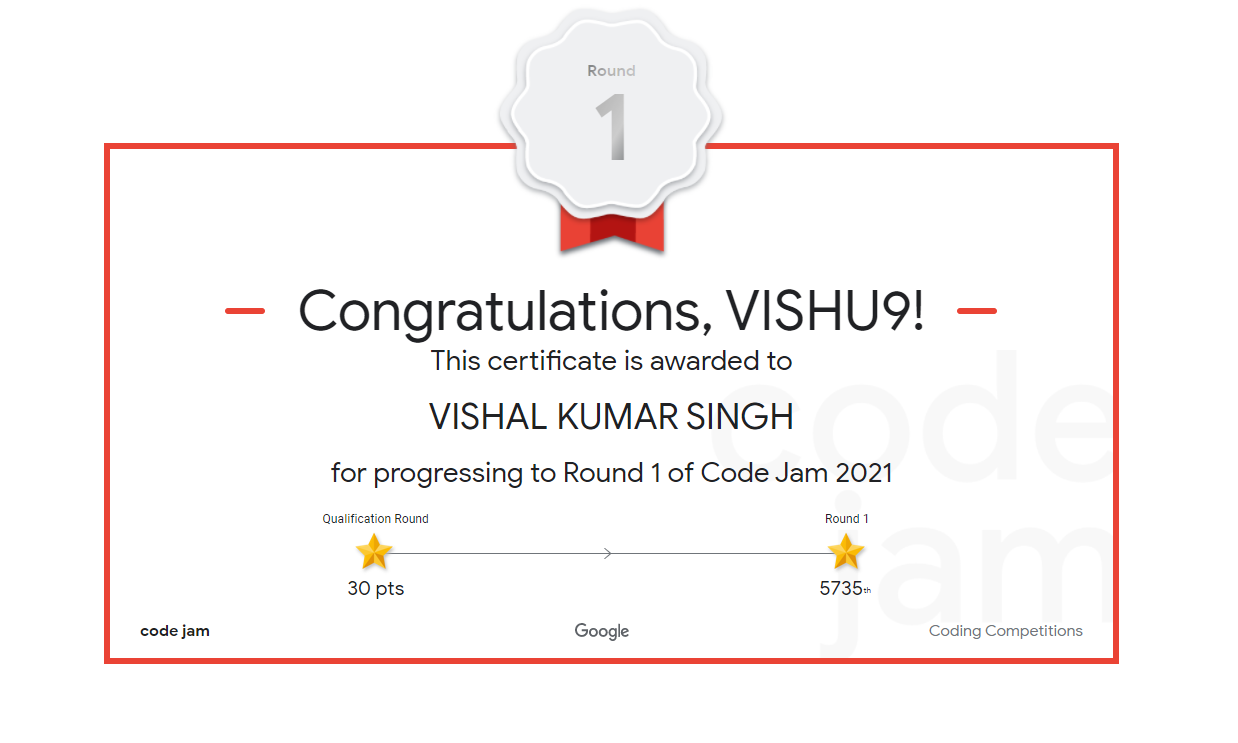 Round
1
Congratulations, VISHU9!
This certificate is awarded to
VISHAL KUMAR SINGH
for progressing to Round 1 of Code Jam 2021
Qualification Round
Round 1
30 pts
5735th
code jam
Google
Coding Competitions
code
jam